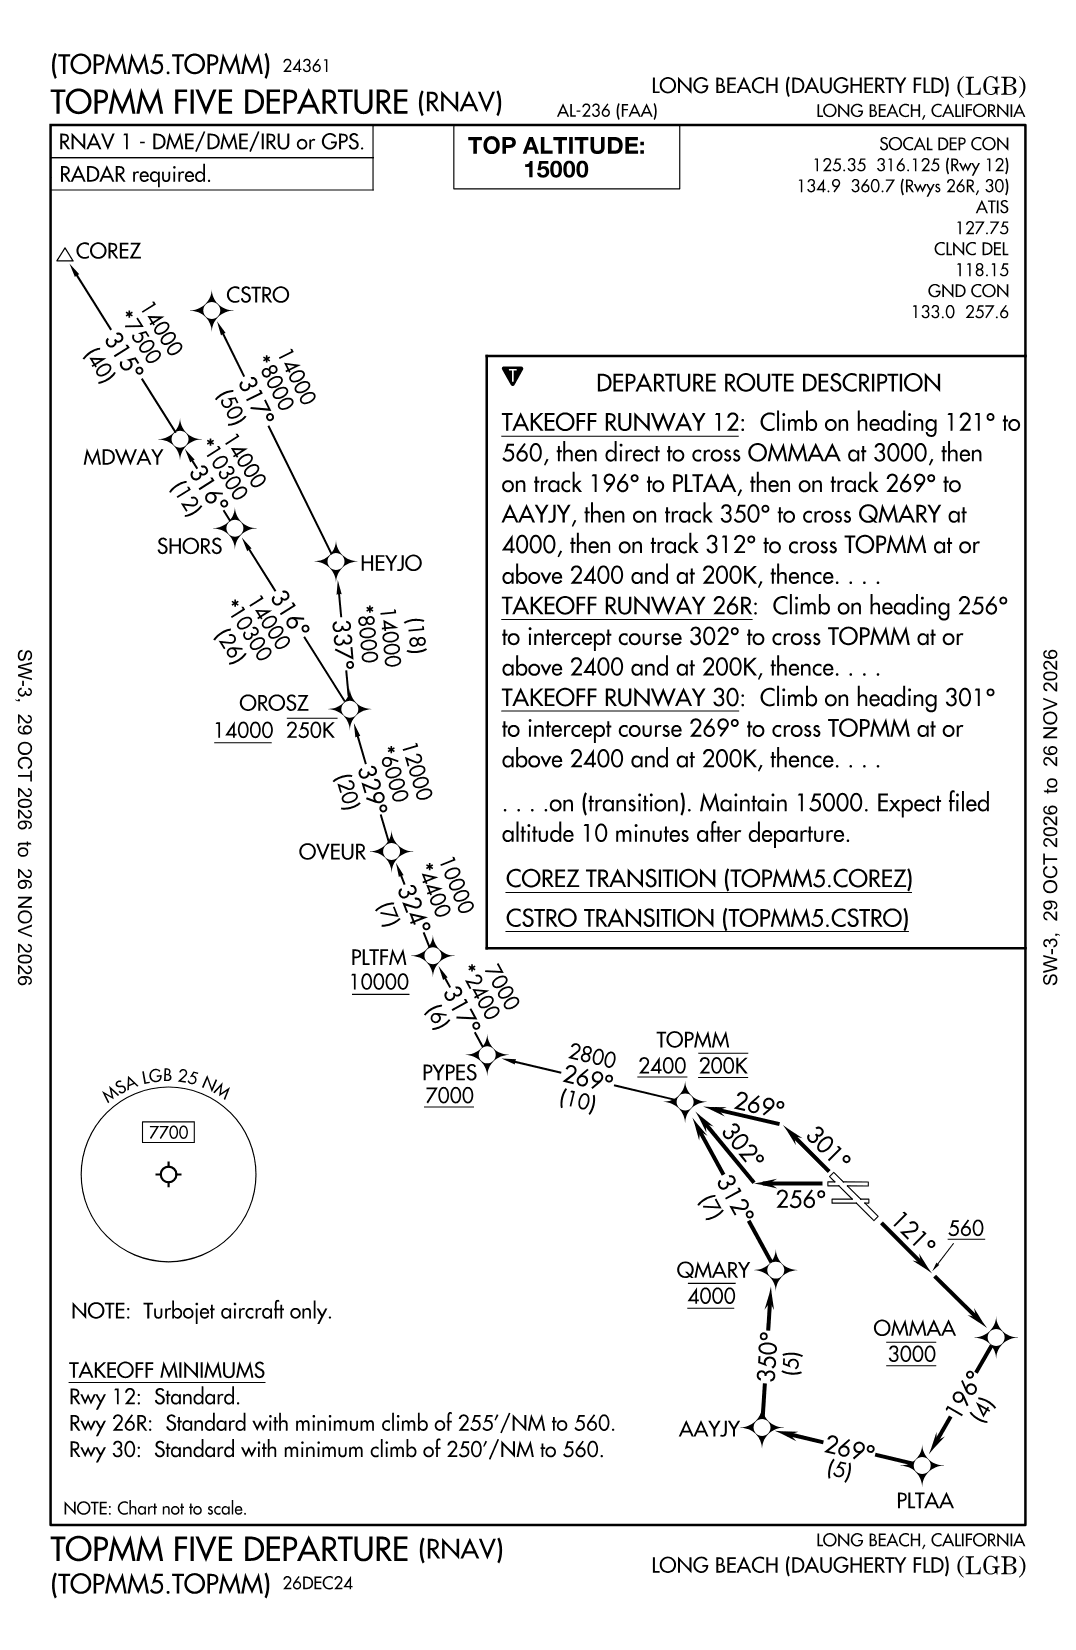 (TOPMM5.TOPMM) 24361
TOPMM FIVE DEPARTURE (RNAV)
AL-236 (FAA)
LONG BEACH (DAUGHERTY FLD) (LGB)
LONG BEACH, CALIFORNIA
RNAV 1 - DME/DME/IRU or GPS.
RADAR required.
TOP ALTITUDE:
15000
SOCAL DEP CON
125.35 316.125 (Rwy 12)
134.9 360.7 (Rwys 26R, 30)
ATIS
127.75
CLNC DEL
118.15
GND CON
133.0 257.6
COREZ
CSTRO
14000
*7500
315°
(40)
14000
*8000
317°
(50)
MDWAY
14000
*10300
316°
(12)
SHORS
HEYJO
14000
*10300
316°
(26)
337°
*8000
14000
(18)
OROSZ
14000 250K
12000
*6000
329°
(20)
OVEUR
10000
*4400
324°
(7)
PLTFM
10000
7000
*2400
317°
(6)
PYPES
7000
2800
269°
(10)
TOPMM
2400 200K
269°
301°
302°
256°
312°
(7)
121°
560
QMARY
4000
OMMAA
3000
350°
(5)
196°
(4)
AAYJY
269°
(5)
PLTAA
T
DEPARTURE ROUTE DESCRIPTION
TAKEOFF RUNWAY 12: Climb on heading 121° to
560, then direct to cross OMMAA at 3000, then
on track 196° to PLTAA, then on track 269° to
AAYJY, then on track 350° to cross QMARY at
4000, then on track 312° to cross TOPMM at or
above 2400 and at 200K, thence. . . .
TAKEOFF RUNWAY 26R: Climb on heading 256°
to intercept course 302° to cross TOPMM at or
above 2400 and at 200K, thence. . . .
TAKEOFF RUNWAY 30: Climb on heading 301°
to intercept course 269° to cross TOPMM at or
above 2400 and at 200K, thence. . . .
. . . .on (transition). Maintain 15000. Expect filed
altitude 10 minutes after departure.
COREZ TRANSITION (TOPMM5.COREZ)
CSTRO TRANSITION (TOPMM5.CSTRO)
MSA LGB 25 NM
7700
NOTE: Turbojet aircraft only.
TAKEOFF MINIMUMS
Rwy 12: Standard.
Rwy 26R: Standard with minimum climb of 255'/NM to 560.
Rwy 30: Standard with minimum climb of 250'/NM to 560.
NOTE: Chart not to scale.
SW-3, 29 OCT 2026 to 26 NOV 2026
SW-3, 29 OCT 2026 to 26 NOV 2026
TOPMM FIVE DEPARTURE (RNAV)
(TOPMM5.TOPMM) 26DEC24
LONG BEACH, CALIFORNIA
LONG BEACH (DAUGHERTY FLD) (LGB)